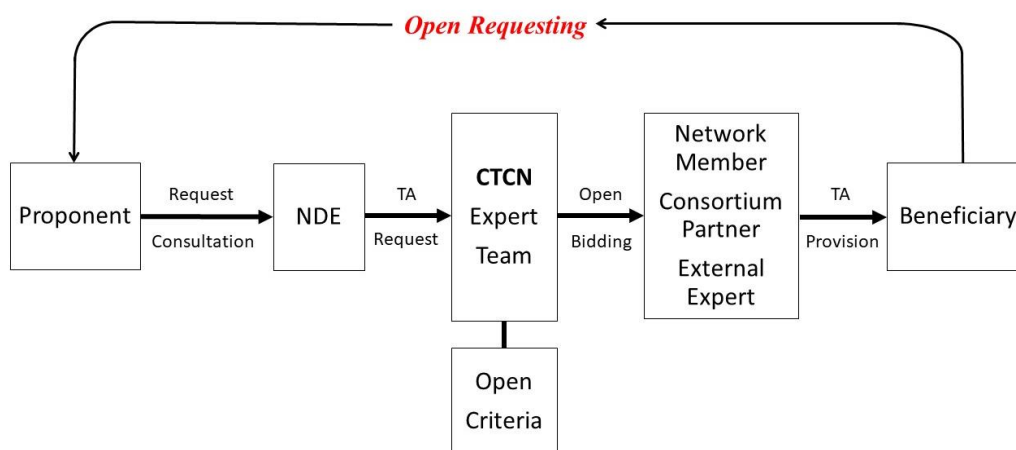 Open Requesting
Proponent
Request
Consultation
NDE
TA
Request
CTCN
Expert
Team
Open
Criteria
Open
Bidding
Network
Member
Consortium
Partner
External
Expert
TA
Provision
Beneficiary